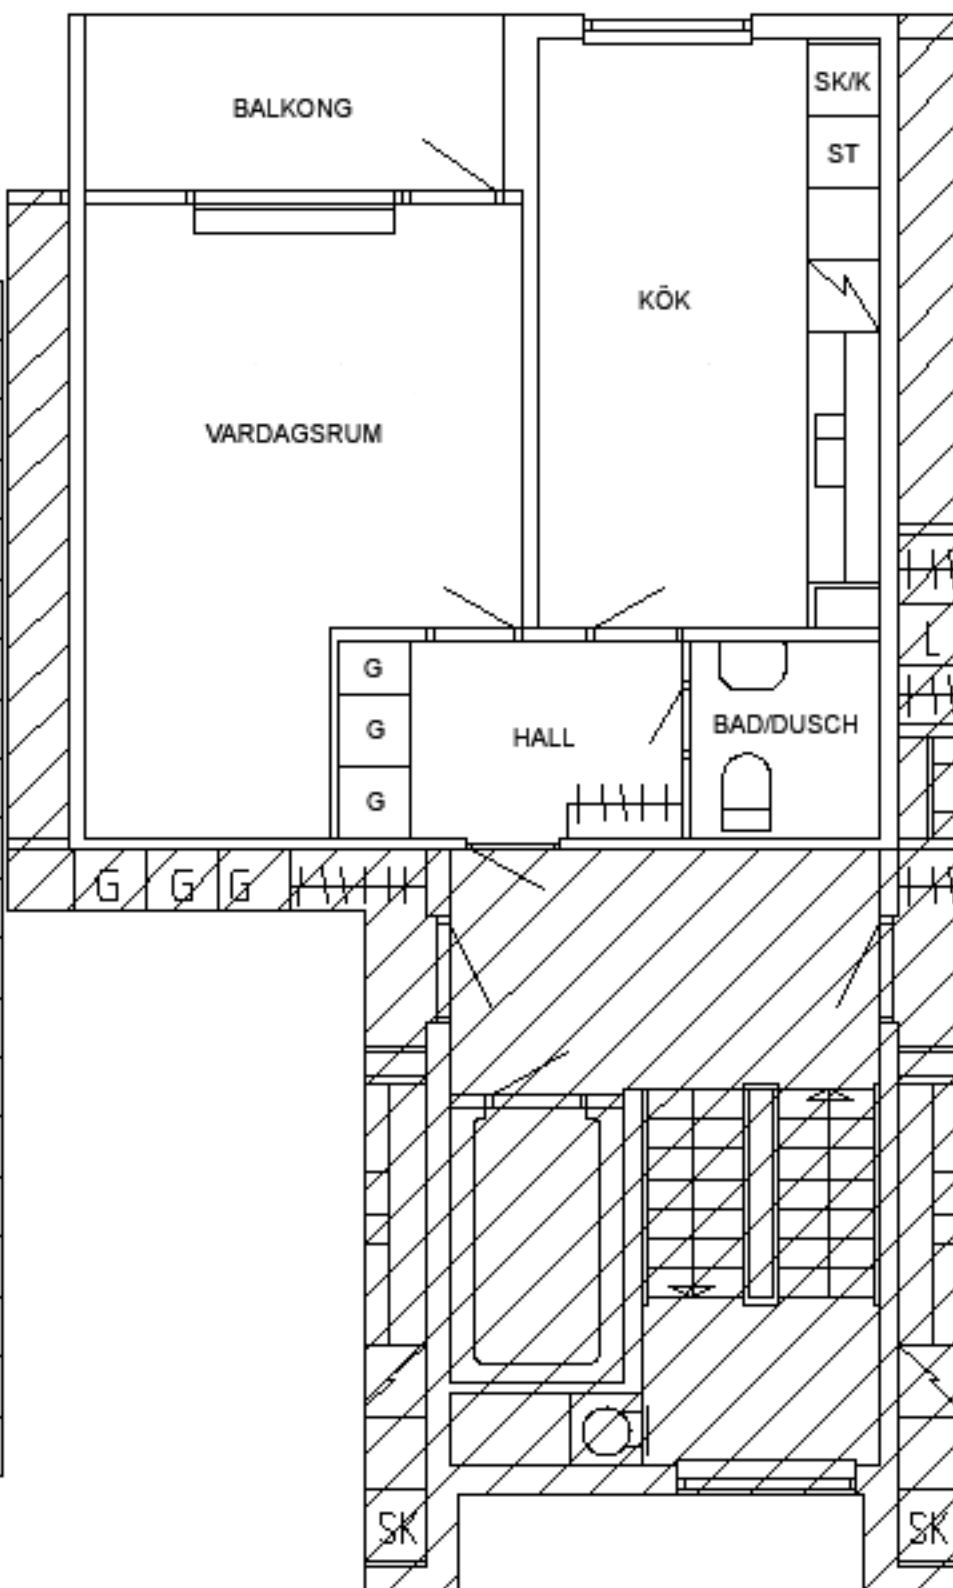 BALKONG
SK/K
ST
KÖK
VARDAGSRUM
L
G
HALL
BAD/DUSCH
G
G
G G G
SK
SK